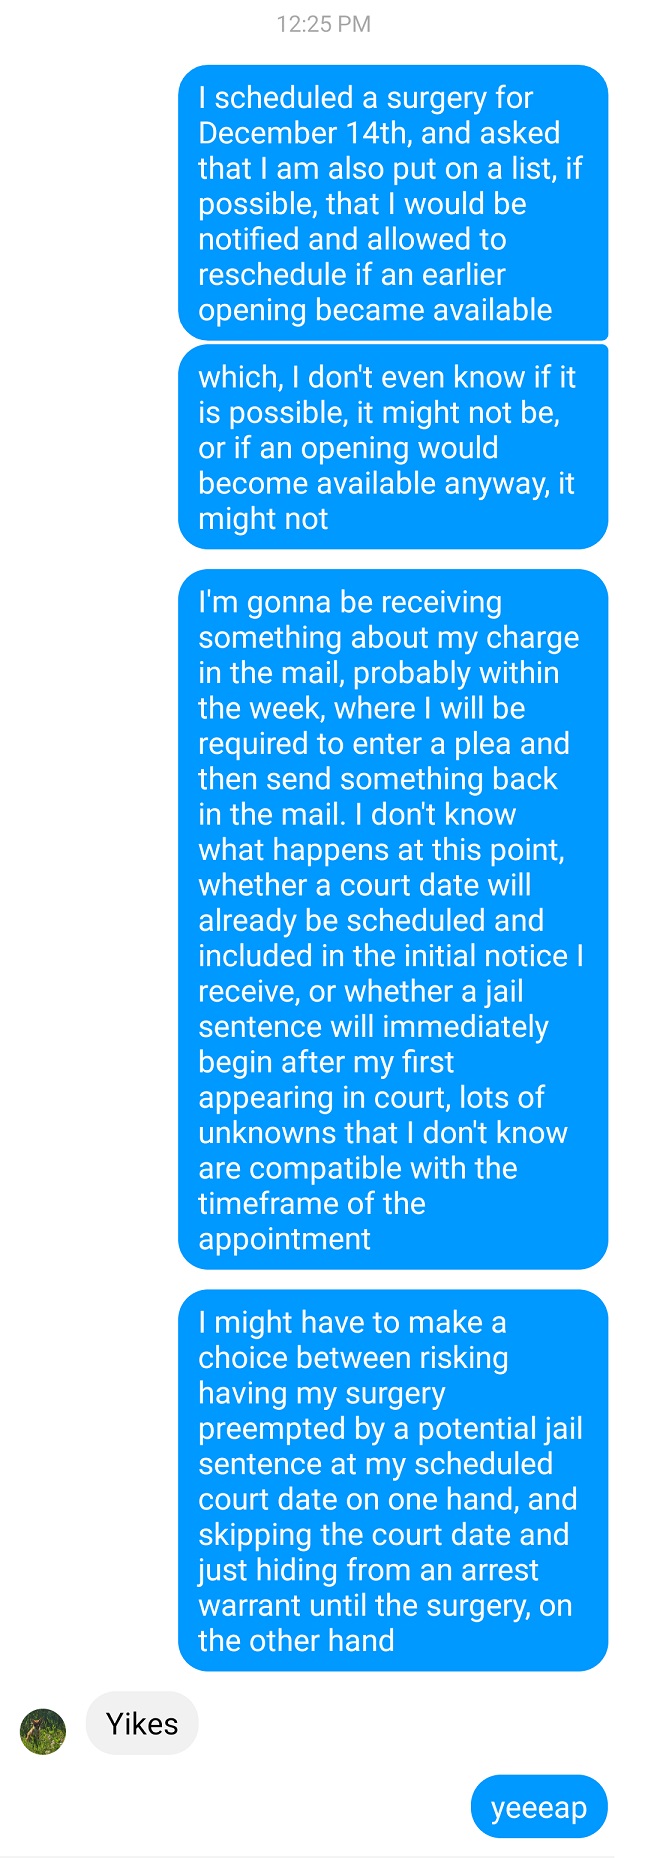 12:25 PM
I scheduled a surgery for
December 14th, and asked
that I am also put on a list, if
possible, that I would be
notified and allowed to
reschedule if an earlier
opening became available
which, I don't even know if it
is possible, it might not be,
or if an opening would
become available anyway, it
might not
I'm gonna be receiving
something about my charge
in the mail, probably within
the week, where I will be
required to enter a plea and
then send something back
in the mail. I don't know
what happens at this point,
whether a court date will
already be scheduled and
included in the initial notice I
receive, or whether a jail
sentence will immediately
begin after my first
appearing in court, lots of
unknowns that I don't know
are compatible with the
timeframe of the
appointment
I might have to make a
choice between risking
having my surgery
preempted by a potential jail
sentence at my scheduled
court date on one hand, and
skipping the court date and
just hiding from an arrest
warrant until the surgery, on
the other hand
Yikes
yeeeap